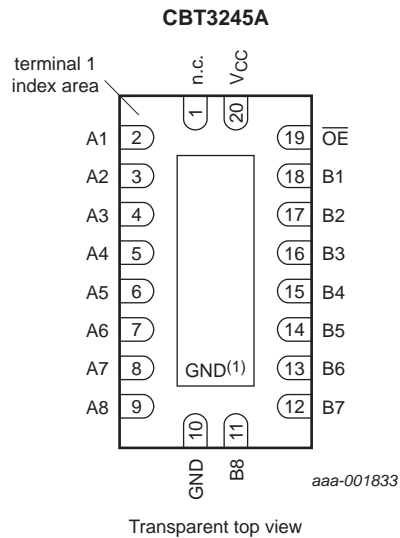 CBT3245A
terminal 1
index area
n.c.
VCC
1
20
A1 2 19 OE
A2 3 18 B1
A3 4 17 B2
A4 5 16 B3
A5 6 15 B4
A6 7 14 B5
A7 8 GND(1) 13 B6
A8 9 12 B7
10
11
GND
B8
aaa-001833
Transparent top view